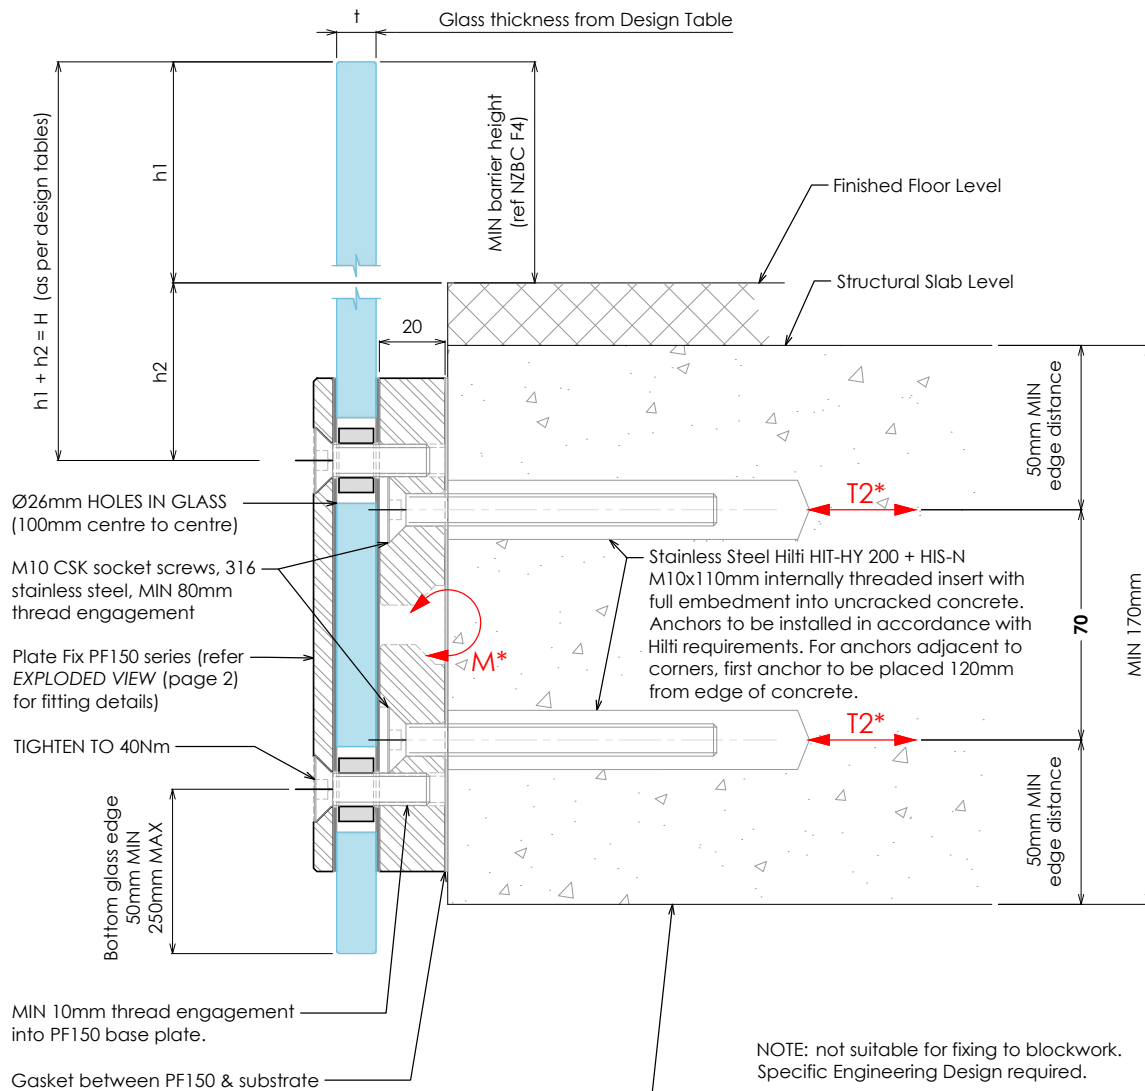 t
Glass thickness from Design Table
h1 + h2 = H (as per design tables)
h1
MIN barrier height
(ref NZBC F4)
Finished Floor Level
Structural Slab Level
20
h2
50mm MIN
edge distance
Ø26mm HOLES IN GLASS
(100mm centre to centre)
T2*
M10 CSK socket screws, 316
stainless steel, MIN 80mm
thread engagement
Stainless Steel Hilti HIT-HY 200 + HIS-N
M10x110mm internally threaded insert with
full embedment into uncracked concrete.
Anchors to be installed in accordance with
Hilti requirements. For anchors adjacent to
corners, first anchor to be placed 120mm
from edge of concrete.
70
MIN 170mm
M*
Plate Fix PF150 series (refer
EXPLODED VIEW (page 2)
for fitting details)
T2*
TIGHTEN TO 40Nm
Bottom glass edge
50mm MIN
250mm MAX
50mm MIN
edge distance
MIN 10mm thread engagement
into PF150 base plate.
Gasket between PF150 & substrate
NOTE: not suitable for fixing to blockwork.
Specific Engineering Design required.